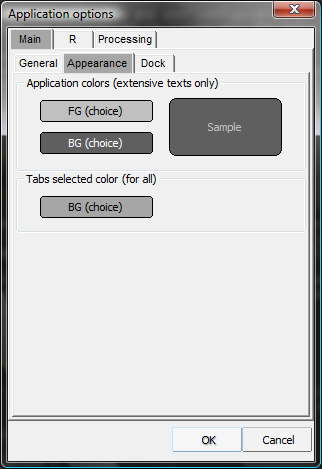 Application options
Main R Processing
General Appearance Dock
Application colors (extensive texts only)
FG (choice)
Sample
BG (choice)
Tabs selected color (for all)
BG (choice)
OK Cancel